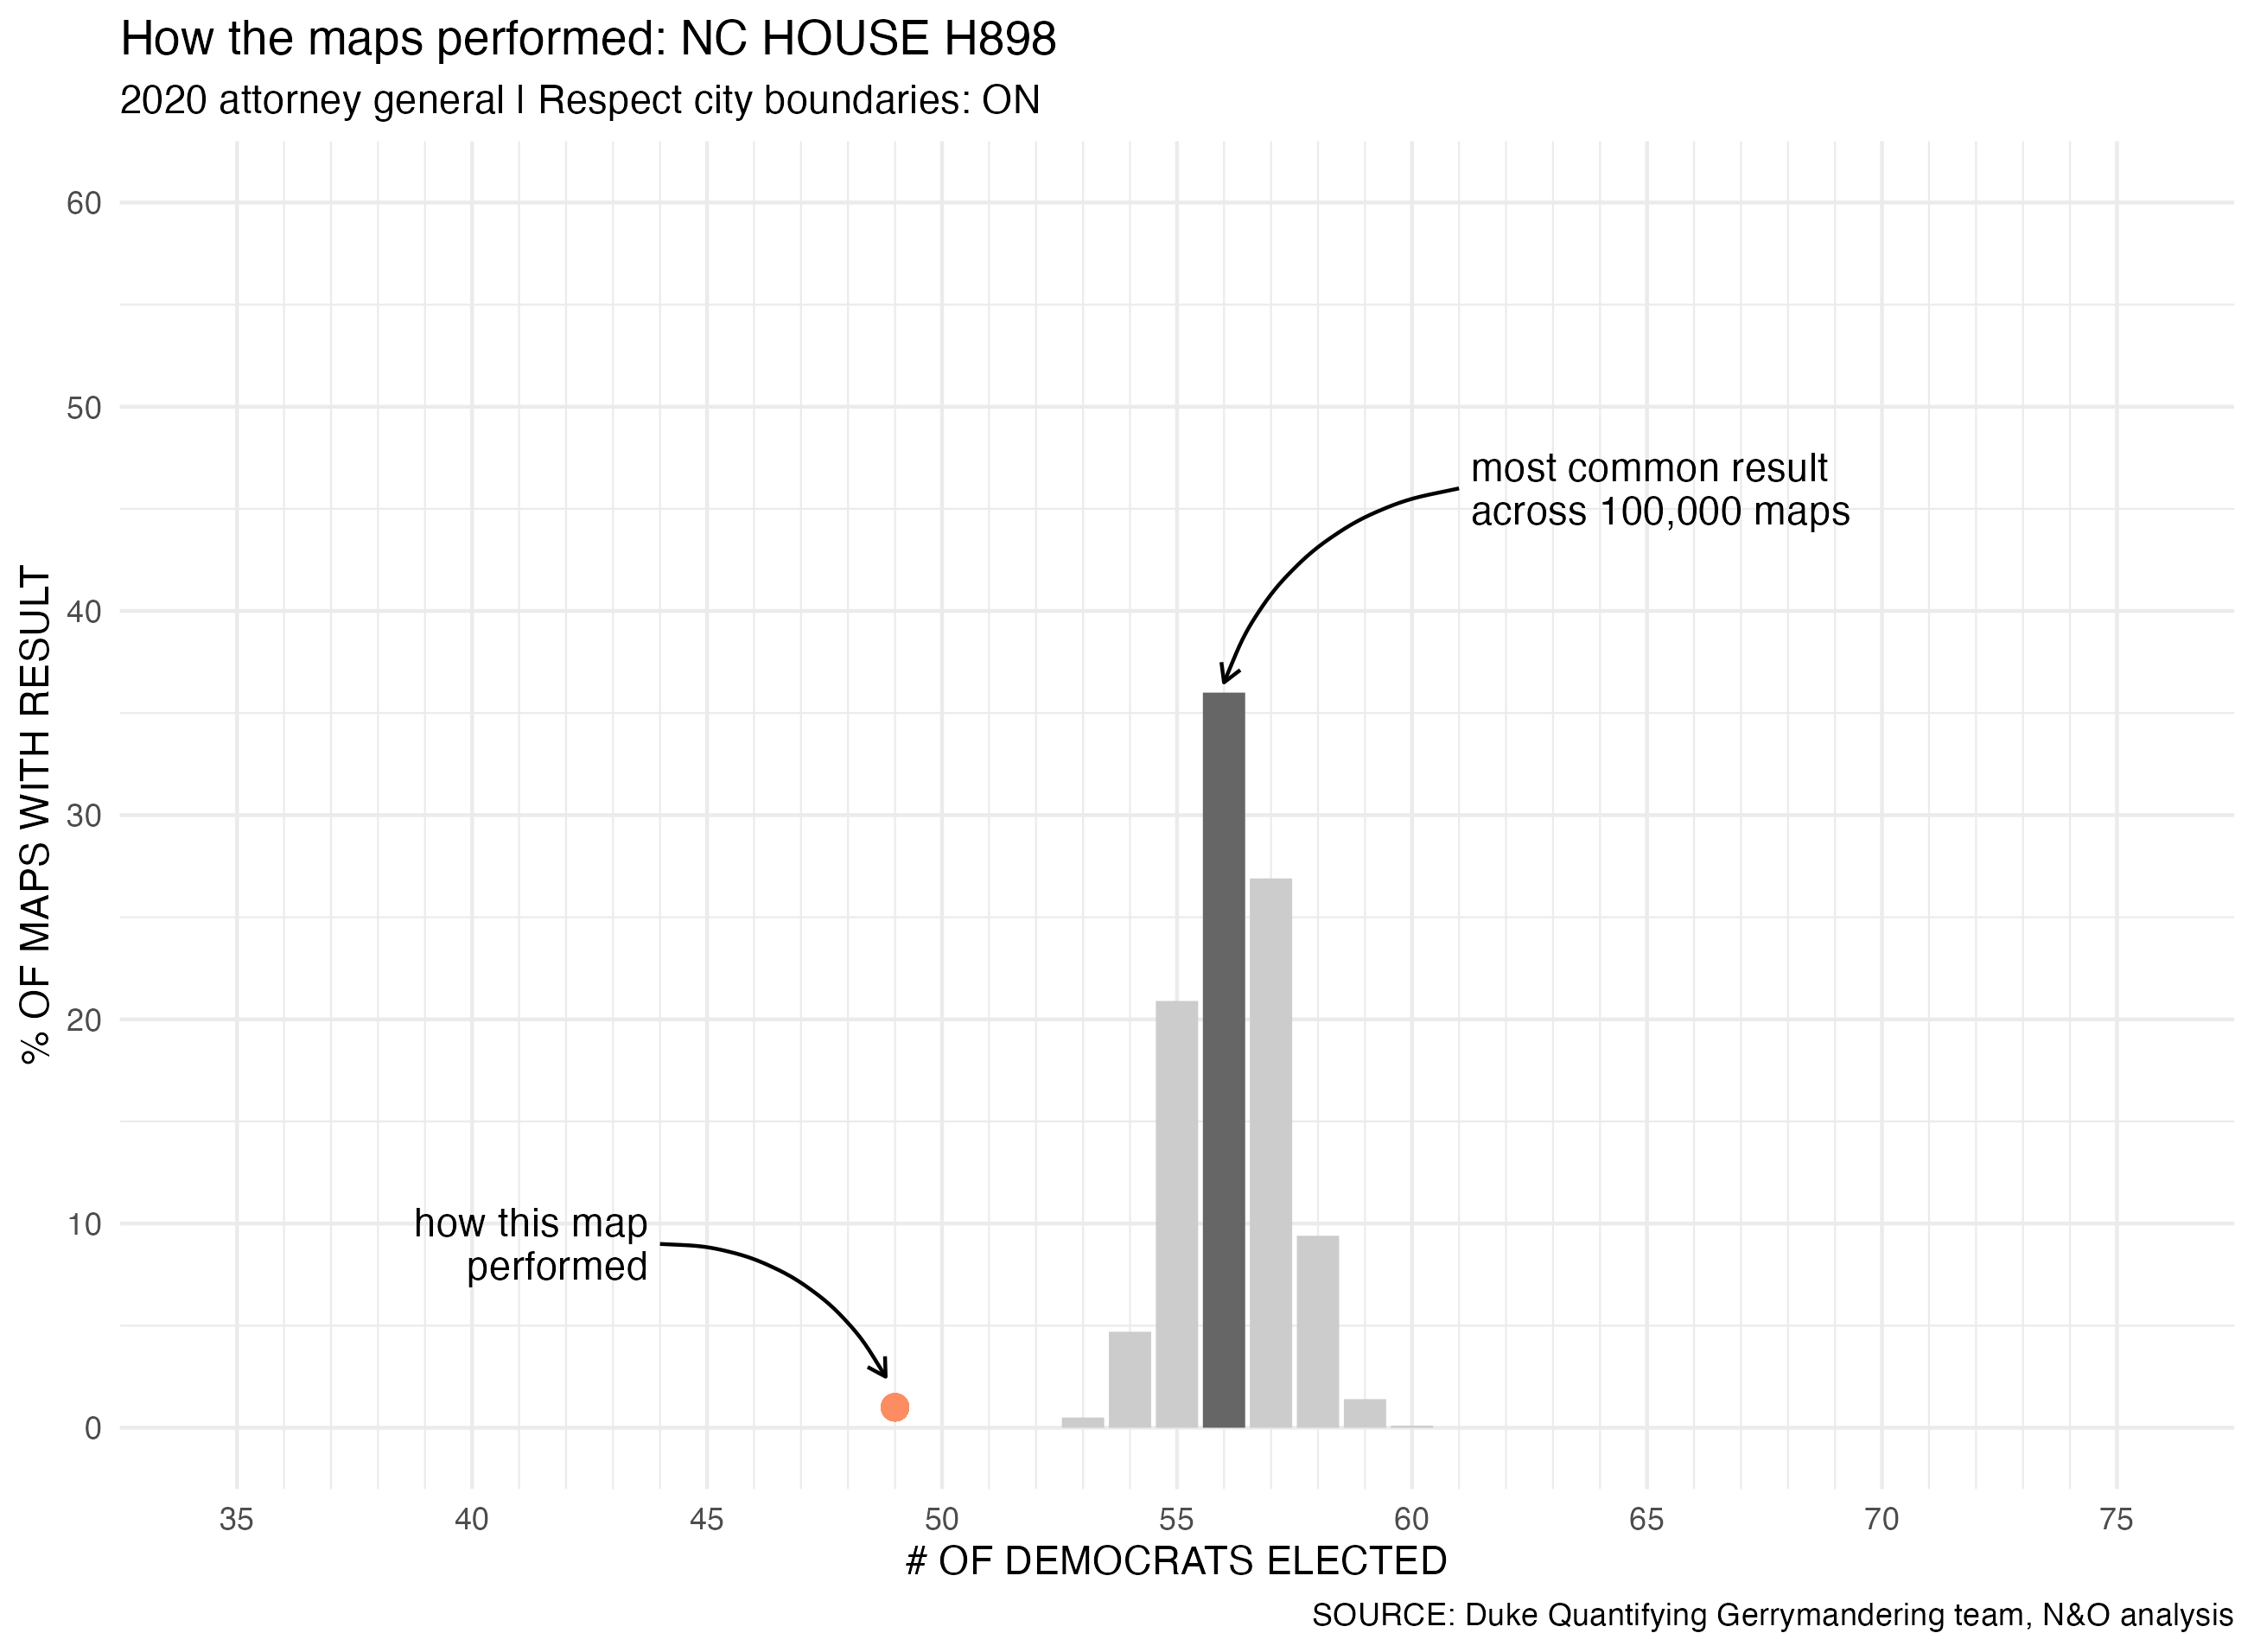 How the maps performed: NC HOUSE H898
2020 attorney general | Respect city boundaries: ON
% OF MAPS WITH RESULT
60
50
40
30
20
10
0
most common result
across 100,000 maps
how this map
performed
35 40 45 50 55 60 65 70 75
# OF DEMOCRATS ELECTED
SOURCE: Duke Quantifying Gerrymandering team, N&O analysis